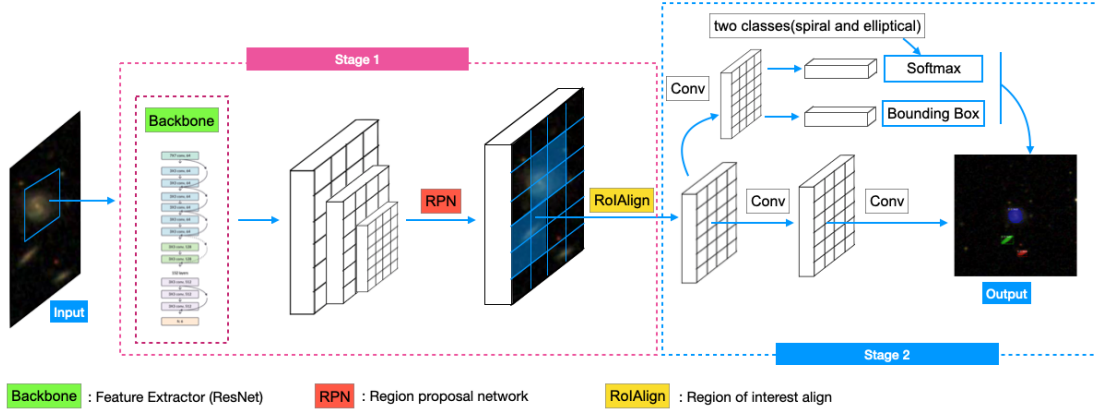 two classes(spiral and elliptical)
Stage 1
Conv
Softmax
Backbone
Bounding Box
RPN
RoIAlign
Conv
Conv
Input
Output
Stage 2
Backbone : Feature Extractor (ResNet)
RPN : Region proposal network
RoIAlign : Region of interest align